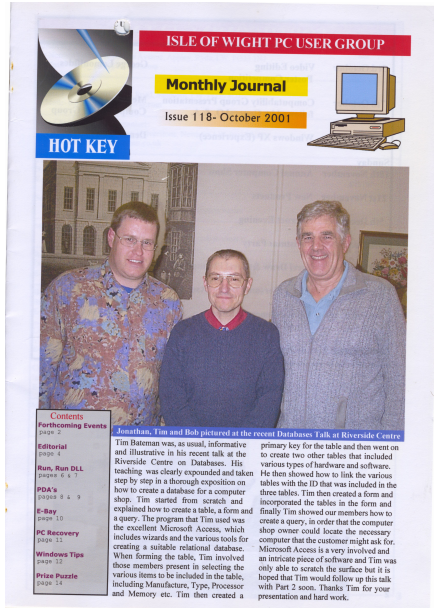 ISLE OF WIGHT PC USER GROUP
Monthly Journal
Issue 118- October 2001
HOT KEY
Jonathan, Tim and Bob pictured at the recent Databases Talk at Riverside Centre
Contents
Forthcoming Events
page 2
Editorial
page 4
Run, Run DLL
pages 6 & 7
PDA's
pages 8 & 9
E-Bay
page 10
PC Recovery
page 11
Windows Tips
page 12
Prize Puzzle
page 14
Tim Bateman was, as usual, informative
and illustrative in his recent talk at the
Riverside Centre on Databases. His
teaching was clearly expounded and taken
step by step in a thorough exposition on
how to create a database for a computer
shop. Tim started from scratch and
explained how to create a table, a form and
a query. The program that Tim used was
the excellent Microsoft Access, which
includes wizards and the various tools for
creating a suitable relational database.
When forming the table, Tim involved
those members present in selecting the
various items to be included in the table,
including Manufacture, Type, Processor
and Memory etc. Tim then created a
primary key for the table and then went on
to create two other tables that included
various types of hardware and software.
He then showed how to link the various
tables with the ID that was included in the
three tables. Tim then created a form and
incorporated the tables in the form and
finally Tim showed our members how to
create a query, in order that the computer
shop owner could locate the necessary
computer that the customer might ask for.
Microsoft Access is a very involved and
an intricate piece of software and Tim was
only able to scratch the surface but it is
hoped that Tim would follow up this talk
with Part 2 soon. Thanks Tim for your
presentation and hard work.